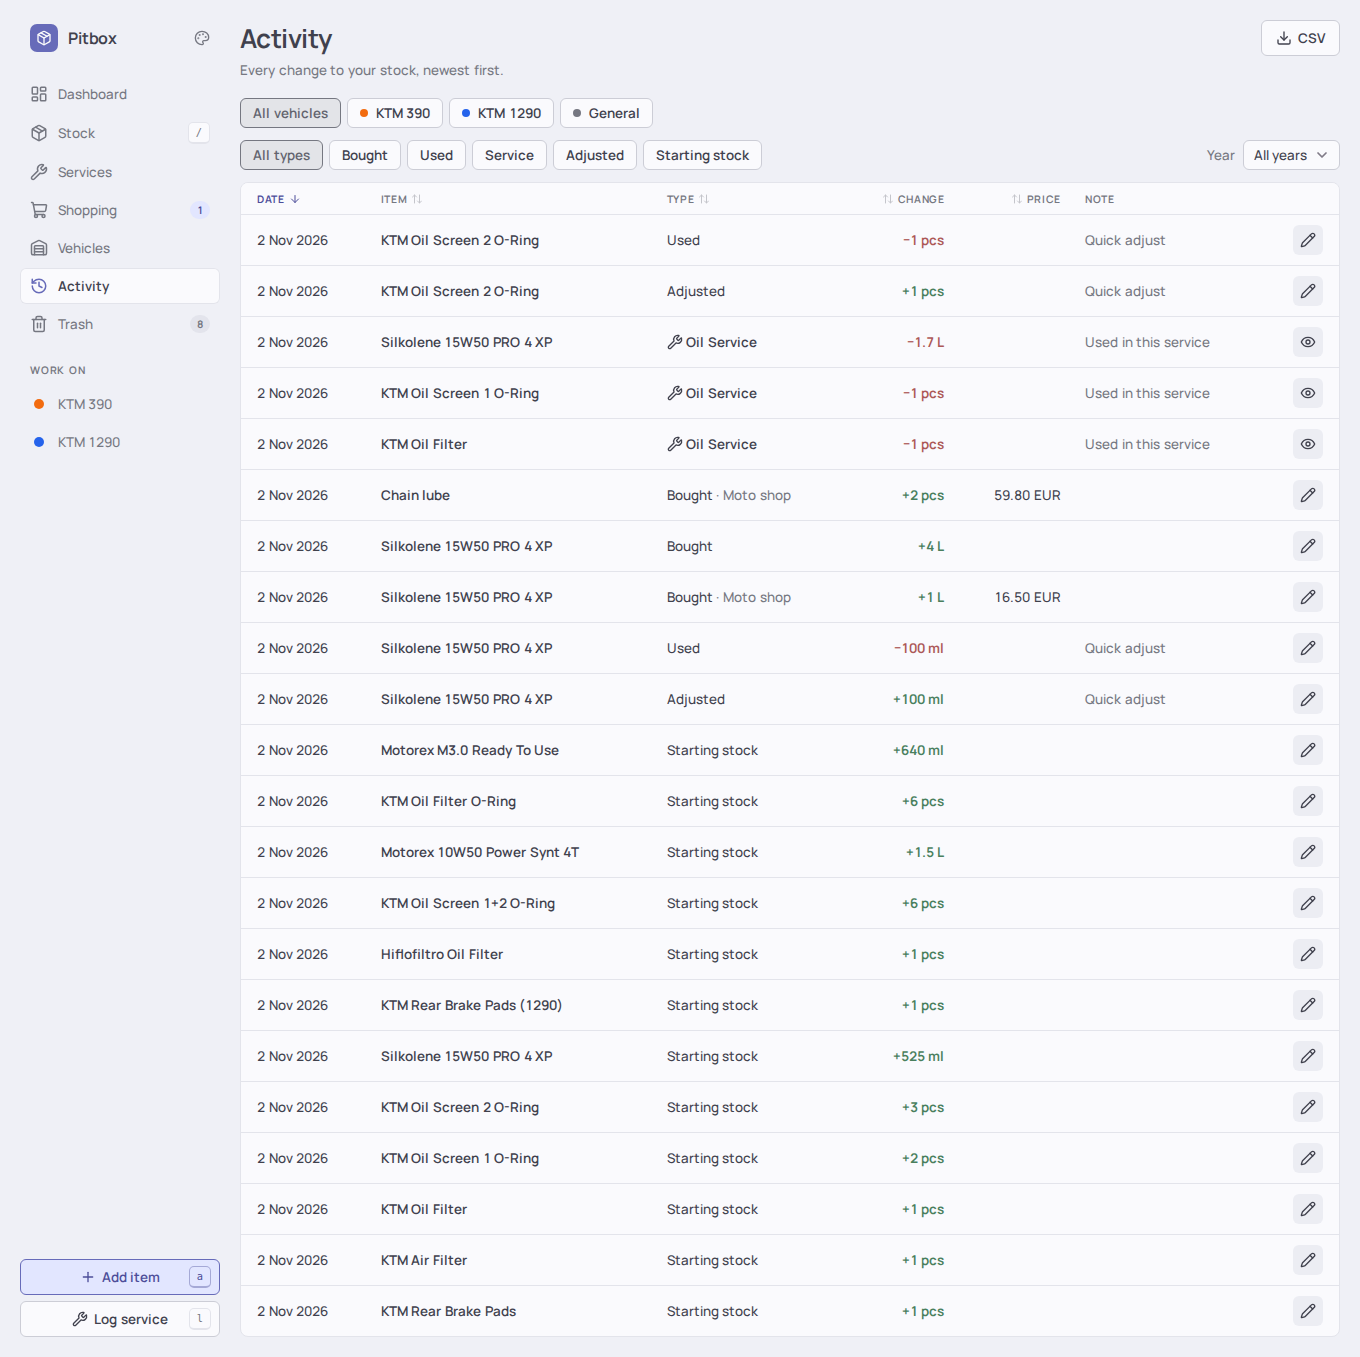 Pitbox
Dashboard
Stock /
Services
Shopping 1
Vehicles
Activity
Trash 8
WORK ON
KTM 390
KTM 1290
+ Add item a
Log service l
Activity
CSV
Every change to your stock, newest first.
All vehicles KTM 390 KTM 1290 General
All types Bought Used Service Adjusted Starting stock Year All years
DATE ITEM TYPE CHANGE PRICE NOTE
2 Nov 2026 KTM Oil Screen 2 O-Ring Used −1 pcs Quick adjust
2 Nov 2026 KTM Oil Screen 2 O-Ring Adjusted +1 pcs Quick adjust
2 Nov 2026 Silkolene 15W50 PRO 4 XP Oil Service −1.7 L Used in this service
2 Nov 2026 KTM Oil Screen 1 O-Ring Oil Service −1 pcs Used in this service
2 Nov 2026 KTM Oil Filter Oil Service −1 pcs Used in this service
2 Nov 2026 Chain lube Bought · Moto shop +2 pcs 59.80 EUR
2 Nov 2026 Silkolene 15W50 PRO 4 XP Bought +4 L
2 Nov 2026 Silkolene 15W50 PRO 4 XP Bought · Moto shop +1 L 16.50 EUR
2 Nov 2026 Silkolene 15W50 PRO 4 XP Used −100 ml Quick adjust
2 Nov 2026 Silkolene 15W50 PRO 4 XP Adjusted +100 ml Quick adjust
2 Nov 2026 Motorex M3.0 Ready To Use Starting stock +640 ml
2 Nov 2026 KTM Oil Filter O-Ring Starting stock +6 pcs
2 Nov 2026 Motorex 10W50 Power Synt 4T Starting stock +1.5 L
2 Nov 2026 KTM Oil Screen 1+2 O-Ring Starting stock +6 pcs
2 Nov 2026 Hiflofiltro Oil Filter Starting stock +1 pcs
2 Nov 2026 KTM Rear Brake Pads (1290) Starting stock +1 pcs
2 Nov 2026 Silkolene 15W50 PRO 4 XP Starting stock +525 ml
2 Nov 2026 KTM Oil Screen 2 O-Ring Starting stock +3 pcs
2 Nov 2026 KTM Oil Screen 1 O-Ring Starting stock +2 pcs
2 Nov 2026 KTM Oil Filter Starting stock +1 pcs
2 Nov 2026 KTM Air Filter Starting stock +1 pcs
2 Nov 2026 KTM Rear Brake Pads Starting stock +1 pcs